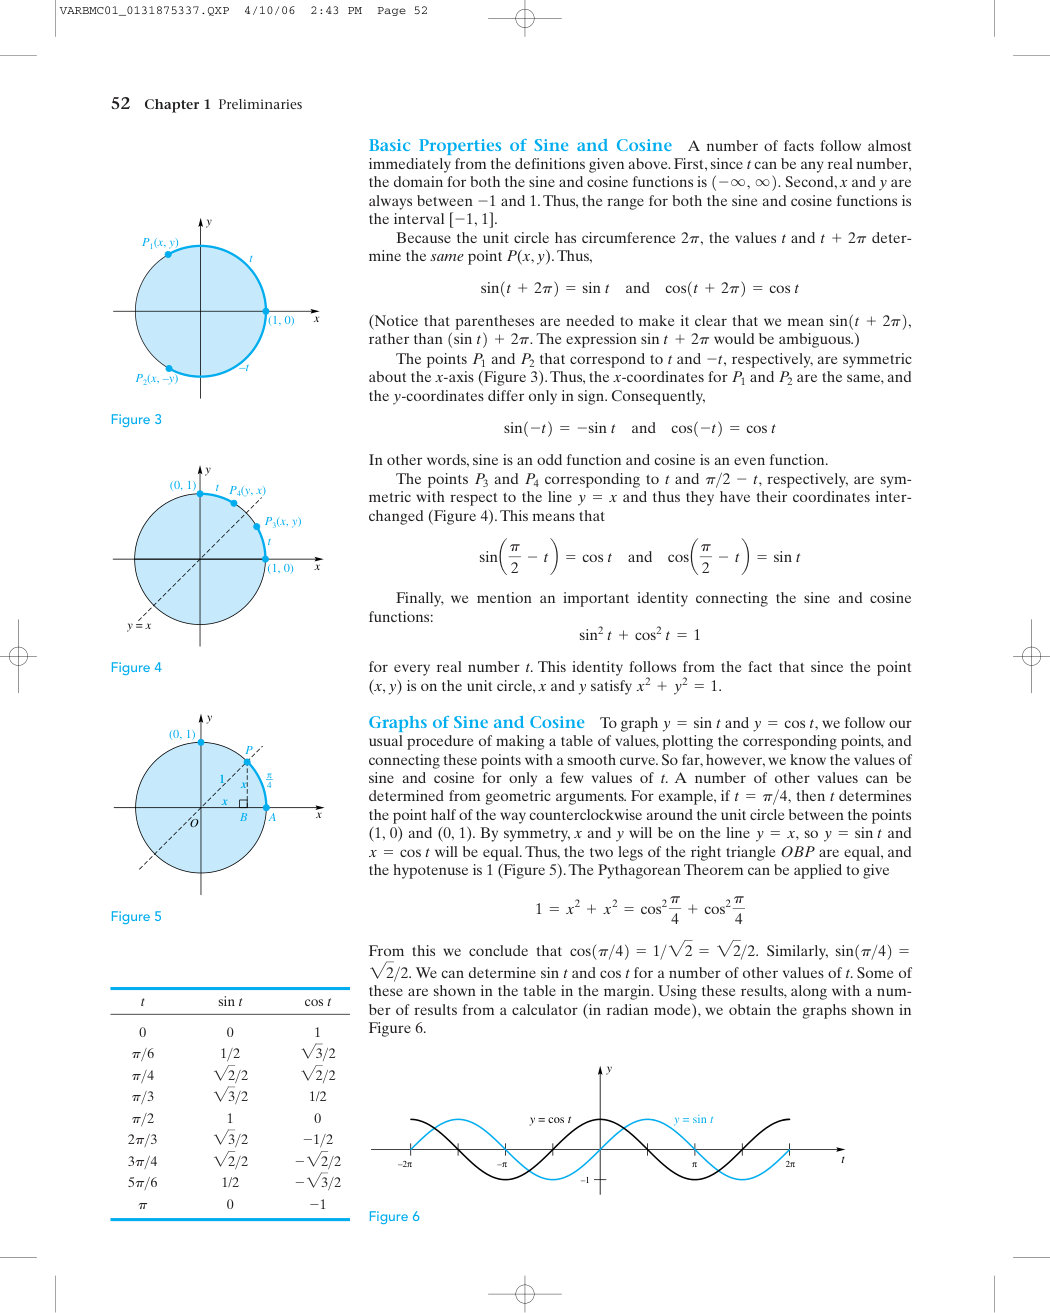 VARBMC01_0131875337.QXP 4/10/06 2:43 PM Page 52
52 Chapter 1 Preliminaries
Basic Properties of Sine and Cosine A number of facts follow almost
immediately from the definitions given above. First, since t can be any real number,
the domain for both the sine and cosine functions is (−∞, ∞). Second, x and y are
always between −1 and 1. Thus, the range for both the sine and cosine functions is
the interval [−1, 1].
Because the unit circle has circumference 2π, the values t and t + 2π deter-
mine the same point P(x, y). Thus,
sin(t + 2π) = sin t and cos(t + 2π) = cos t
(Notice that parentheses are needed to make it clear that we mean sin(t + 2π),
rather than (sin t) + 2π. The expression sin t + 2π would be ambiguous.)
The points P₁ and P₂ that correspond to t and −t, respectively, are symmetric
about the x-axis (Figure 3). Thus, the x-coordinates for P₁ and P₂ are the same, and
the y-coordinates differ only in sign. Consequently,
sin(−t) = −sin t and cos(−t) = cos t
In other words, sine is an odd function and cosine is an even function.
The points P₃ and P₄ corresponding to t and π/2 − t, respectively, are sym-
metric with respect to the line y = x and thus they have their coordinates inter-
changed (Figure 4). This means that
sin(π/2 − t) = cos t and cos(π/2 − t) = sin t
Finally, we mention an important identity connecting the sine and cosine
functions:
sin² t + cos² t = 1
for every real number t. This identity follows from the fact that since the point
(x, y) is on the unit circle, x and y satisfy x² + y² = 1.
Graphs of Sine and Cosine To graph y = sin t and y = cos t, we follow our
usual procedure of making a table of values, plotting the corresponding points, and
connecting these points with a smooth curve. So far, however, we know the values of
sine and cosine for only a few values of t. A number of other values can be
determined from geometric arguments. For example, if t = π/4, then t determines
the point half of the way counterclockwise around the unit circle between the points
(1, 0) and (0, 1). By symmetry, x and y will be on the line y = x, so y = sin t and
x = cos t will be equal. Thus, the two legs of the right triangle OBP are equal, and
the hypotenuse is 1 (Figure 5). The Pythagorean Theorem can be applied to give
1 = x² + x² = cos² π/4 + cos² π/4
From this we conclude that cos(π/4) = 1/√2 = √2/2. Similarly, sin(π/4) =
√2/2. We can determine sin t and cos t for a number of other values of t. Some of
these are shown in the table in the margin. Using these results, along with a num-
ber of results from a calculator (in radian mode), we obtain the graphs shown in
Figure 6.
y
P₁(x, y)
t
(1, 0)
x
P₂(x, –y)
–t
Figure 3
y
(0, 1)
t
P₄(y, x)
P₃(x, y)
t
(1, 0)
x
y = x
Figure 4
y
(0, 1)
P
1
x
π/4
x
O
B
A
x
Figure 5
t sin t cos t
0 0 1
π/6 1/2 √3/2
π/4 √2/2 √2/2
π/3 √3/2 1/2
π/2 1 0
2π/3 √3/2 −1/2
3π/4 √2/2 −√2/2
5π/6 1/2 −√3/2
π 0 −1
y
y = cos t
y = sin t
–2π
–π
π
2π
t
–1
Figure 6